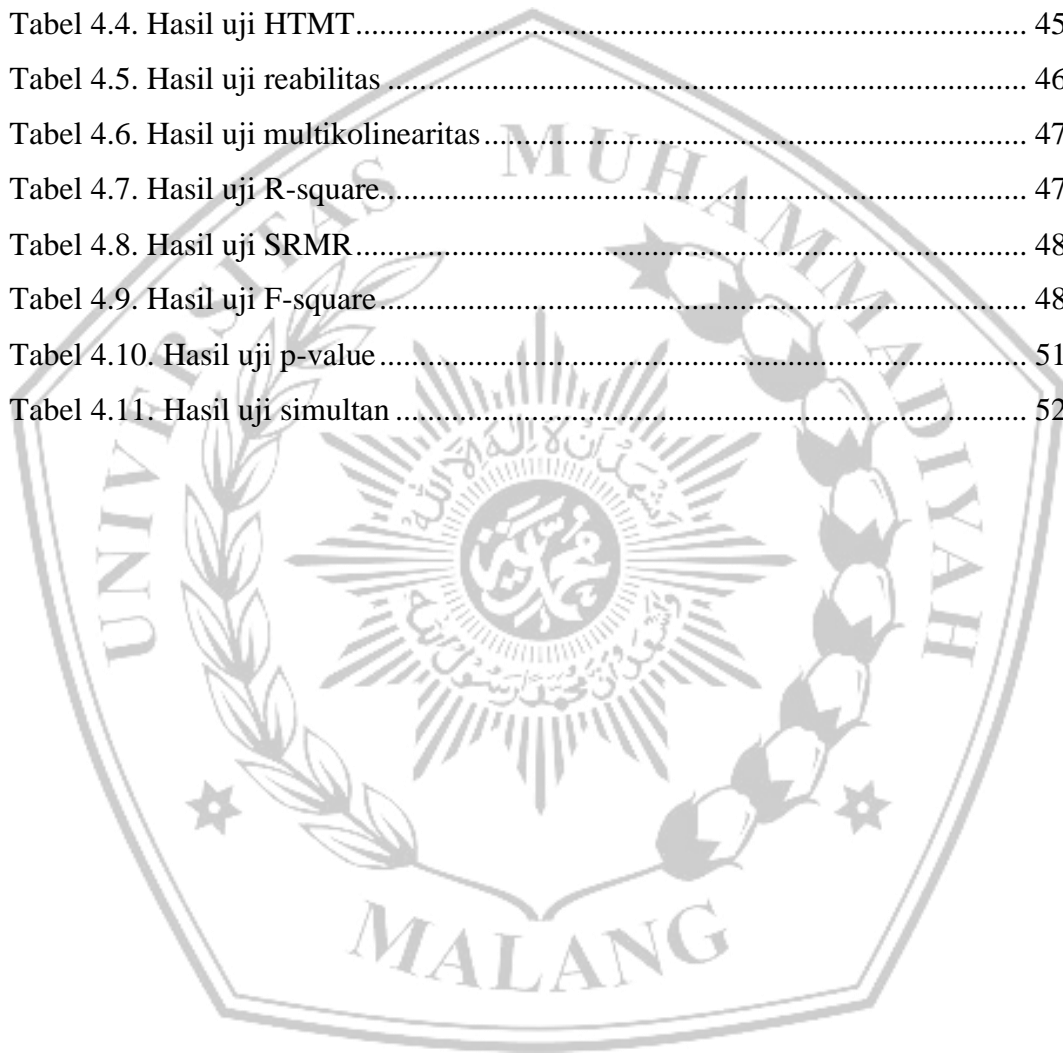 Tabel 4.4. Hasil uji HTMT................................................................................................ 45
Tabel 4.5. Hasil uji reabilitas ............................................................................................ 46
Tabel 4.6. Hasil uji multikolinearitas............................................................................... 47
Tabel 4.7. Hasil uji R-square............................................................................................ 47
Tabel 4.8. Hasil uji SRMR................................................................................................ 48
Tabel 4.9. Hasil uji F-square............................................................................................ 48
Tabel 4.10. Hasil uji p-value............................................................................................ 51
Tabel 4.11. Hasil uji simultan .......................................................................................... 52
UNIVERSITAS MUHAMMADIYAH
MALANG